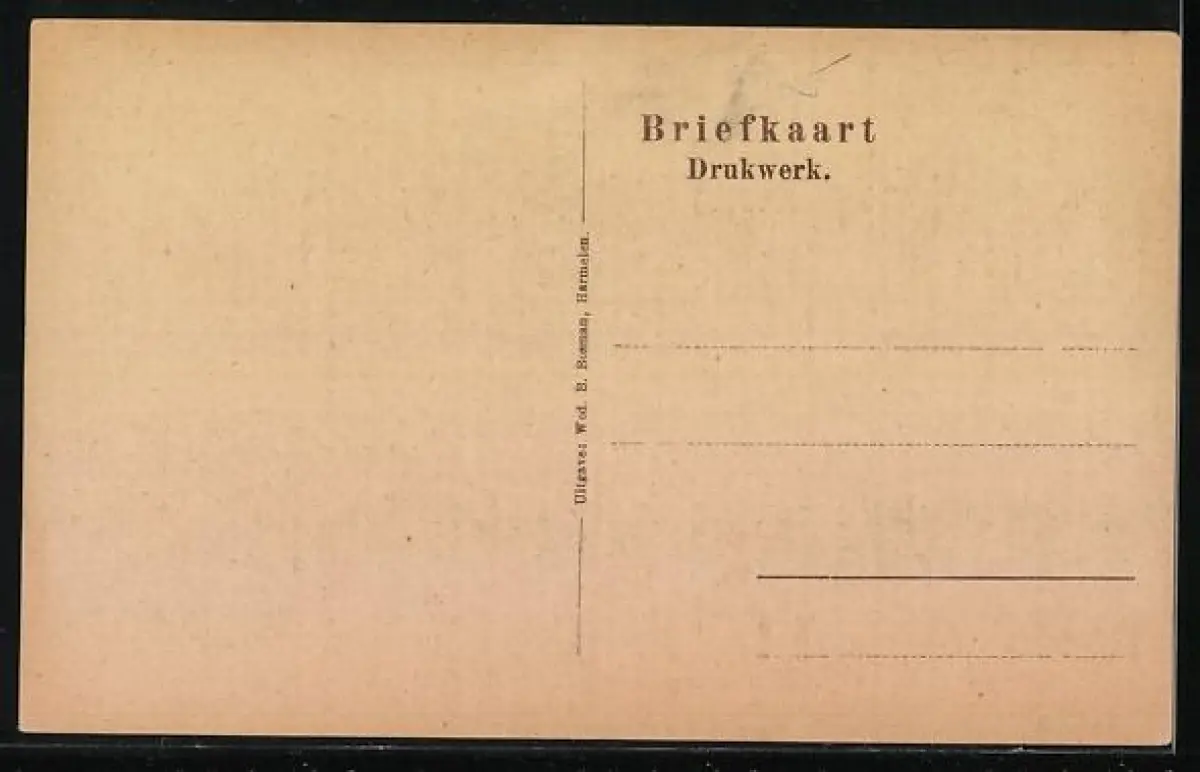 Briefkaart
Drukwerk.
Uitgave: Wed. B. Bosman, Harmelen.